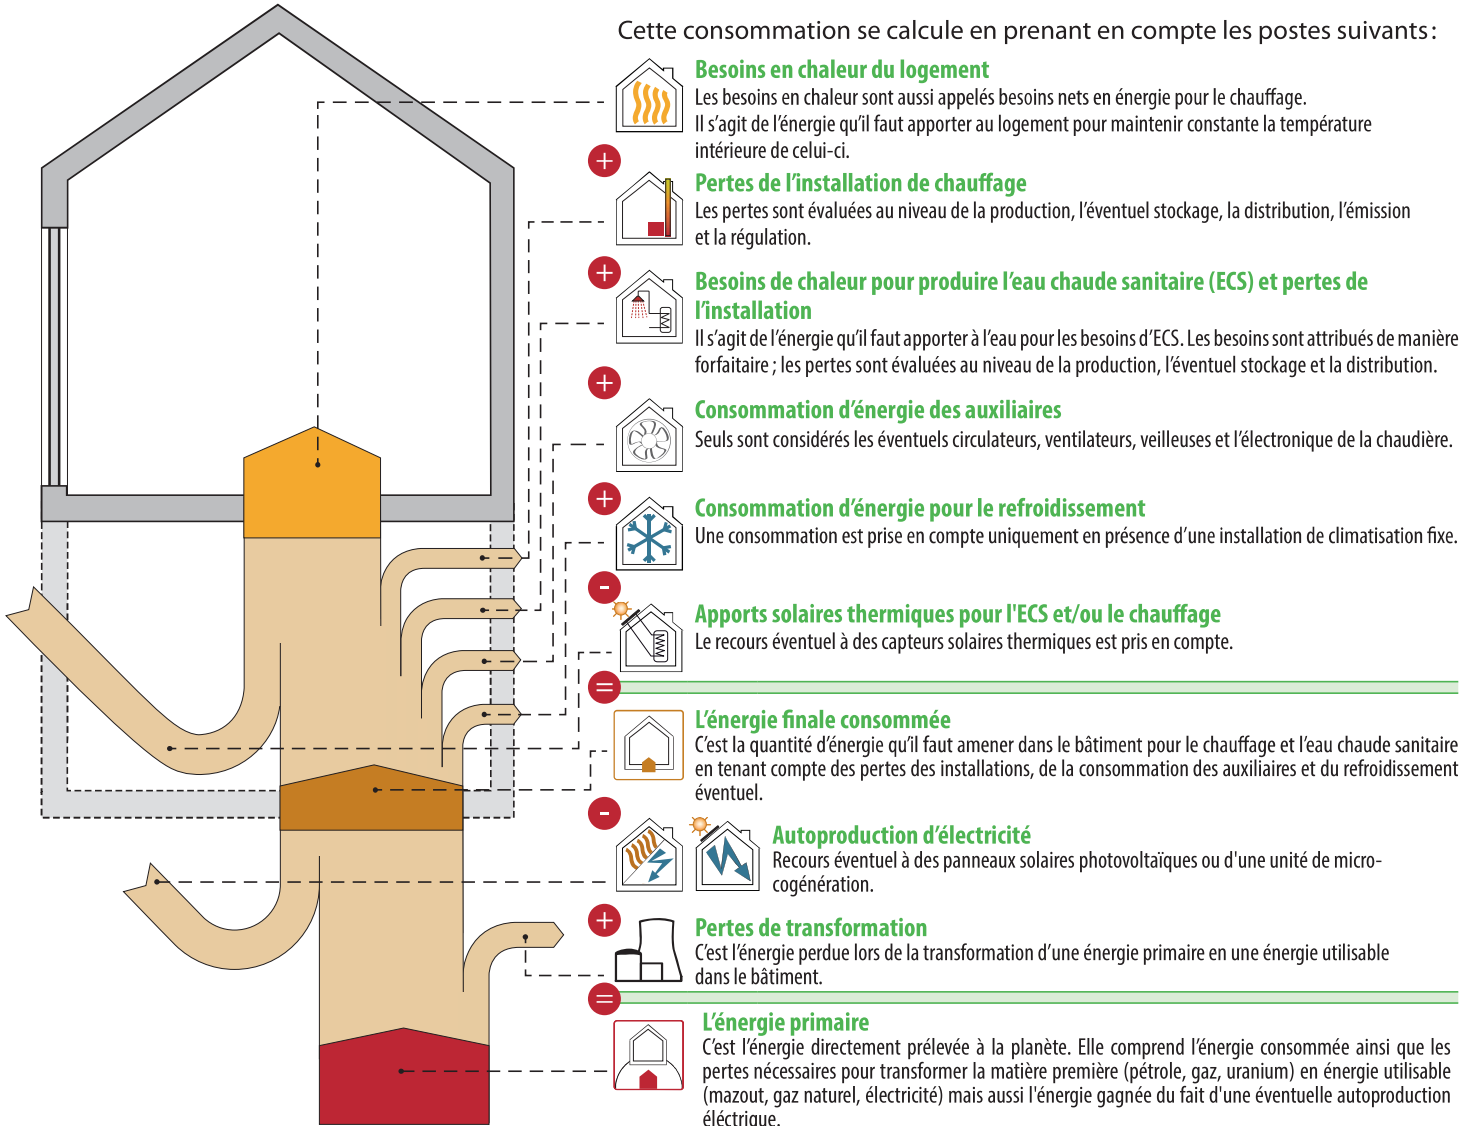 Cette consommation se calcule en prenant en compte les postes suivants :
Besoins en chaleur du logement
Les besoins en chaleur sont aussi appelés besoins nets en énergie pour le chauffage.
Il s’agit de l’énergie qu’il faut apporter au logement pour maintenir constante la température
intérieure de celui-ci.
+
Pertes de l’installation de chauffage
Les pertes sont évaluées au niveau de la production, l’éventuel stockage, la distribution, l’émission
et la régulation.
+
Besoins de chaleur pour produire l’eau chaude sanitaire (ECS) et pertes de
l’installation
Il s’agit de l’énergie qu’il faut apporter à l’eau pour les besoins d’ECS. Les besoins sont attribués de manière
forfaitaire ; les pertes sont évaluées au niveau de la production, l’éventuel stockage et la distribution.
+
Consommation d’énergie des auxiliaires
Seuls sont considérés les éventuels circulateurs, ventilateurs, veilleuses et l’électronique de la chaudière.
+
Consommation d’énergie pour le refroidissement
Une consommation est prise en compte uniquement en présence d’une installation de climatisation fixe.
-
Apports solaires thermiques pour l'ECS et/ou le chauffage
Le recours éventuel à des capteurs solaires thermiques est pris en compte.
=
L’énergie finale consommée
C’est la quantité d’énergie qu’il faut amener dans le bâtiment pour le chauffage et l’eau chaude sanitaire
en tenant compte des pertes des installations, de la consommation des auxiliaires et du refroidissement
éventuel.
-
Autoproduction d’électricité
Recours éventuel à des panneaux solaires photovoltaïques ou d'une unité de micro-
cogénération.
+
Pertes de transformation
C’est l’énergie perdue lors de la transformation d’une énergie primaire en une énergie utilisable
dans le bâtiment.
=
L’énergie primaire
C’est l’énergie directement prélevée à la planète. Elle comprend l’énergie consommée ainsi que les
pertes nécessaires pour transformer la matière première (pétrole, gaz, uranium) en énergie utilisable
(mazout, gaz naturel, électricité) mais aussi l'énergie gagnée du fait d'une éventuelle autoproduction
éléctrique.